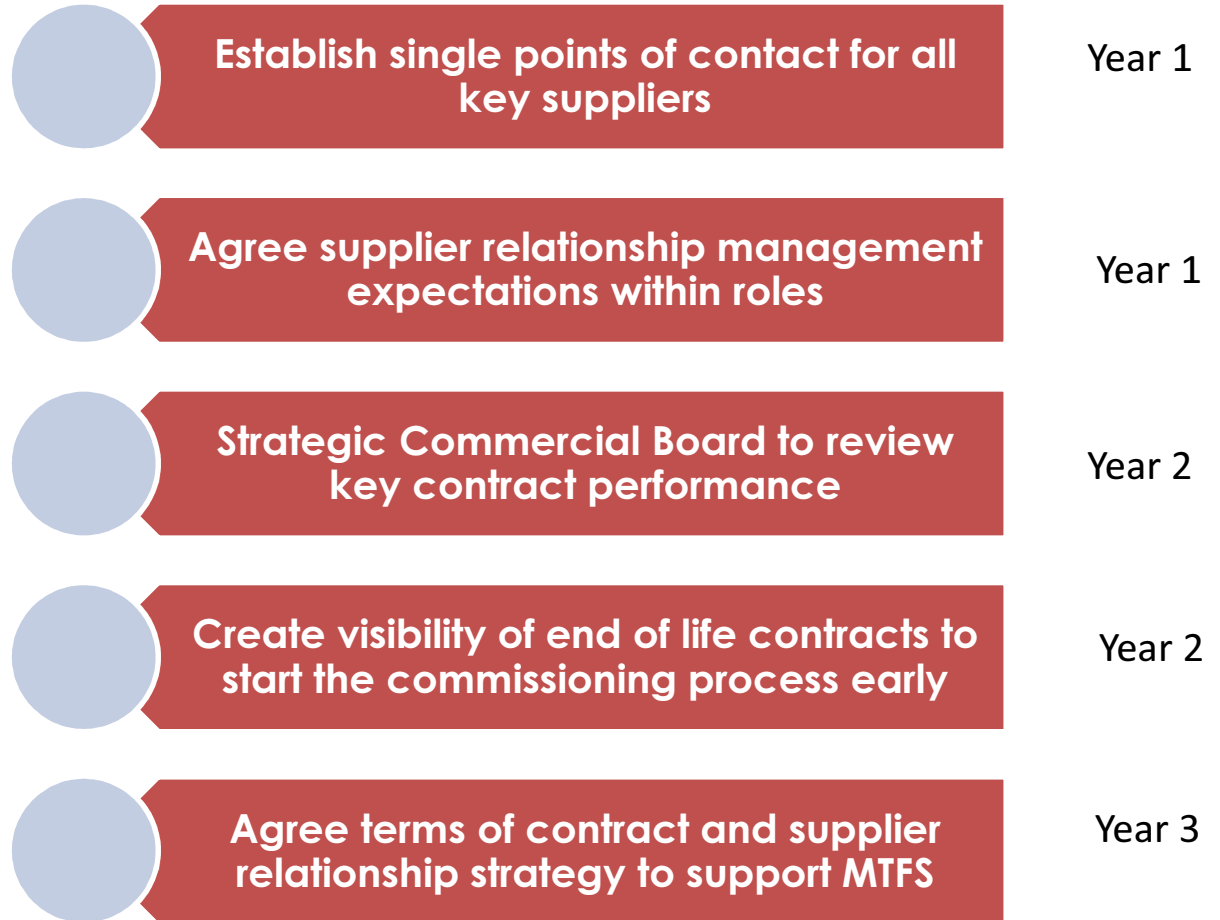 Establish single points of contact for all
key suppliers
Year 1
Agree supplier relationship management
expectations within roles
Year 1
Strategic Commercial Board to review
key contract performance
Year 2
Create visibility of end of life contracts to
start the commissioning process early
Year 2
Agree terms of contract and supplier
relationship strategy to support MTFS
Year 3